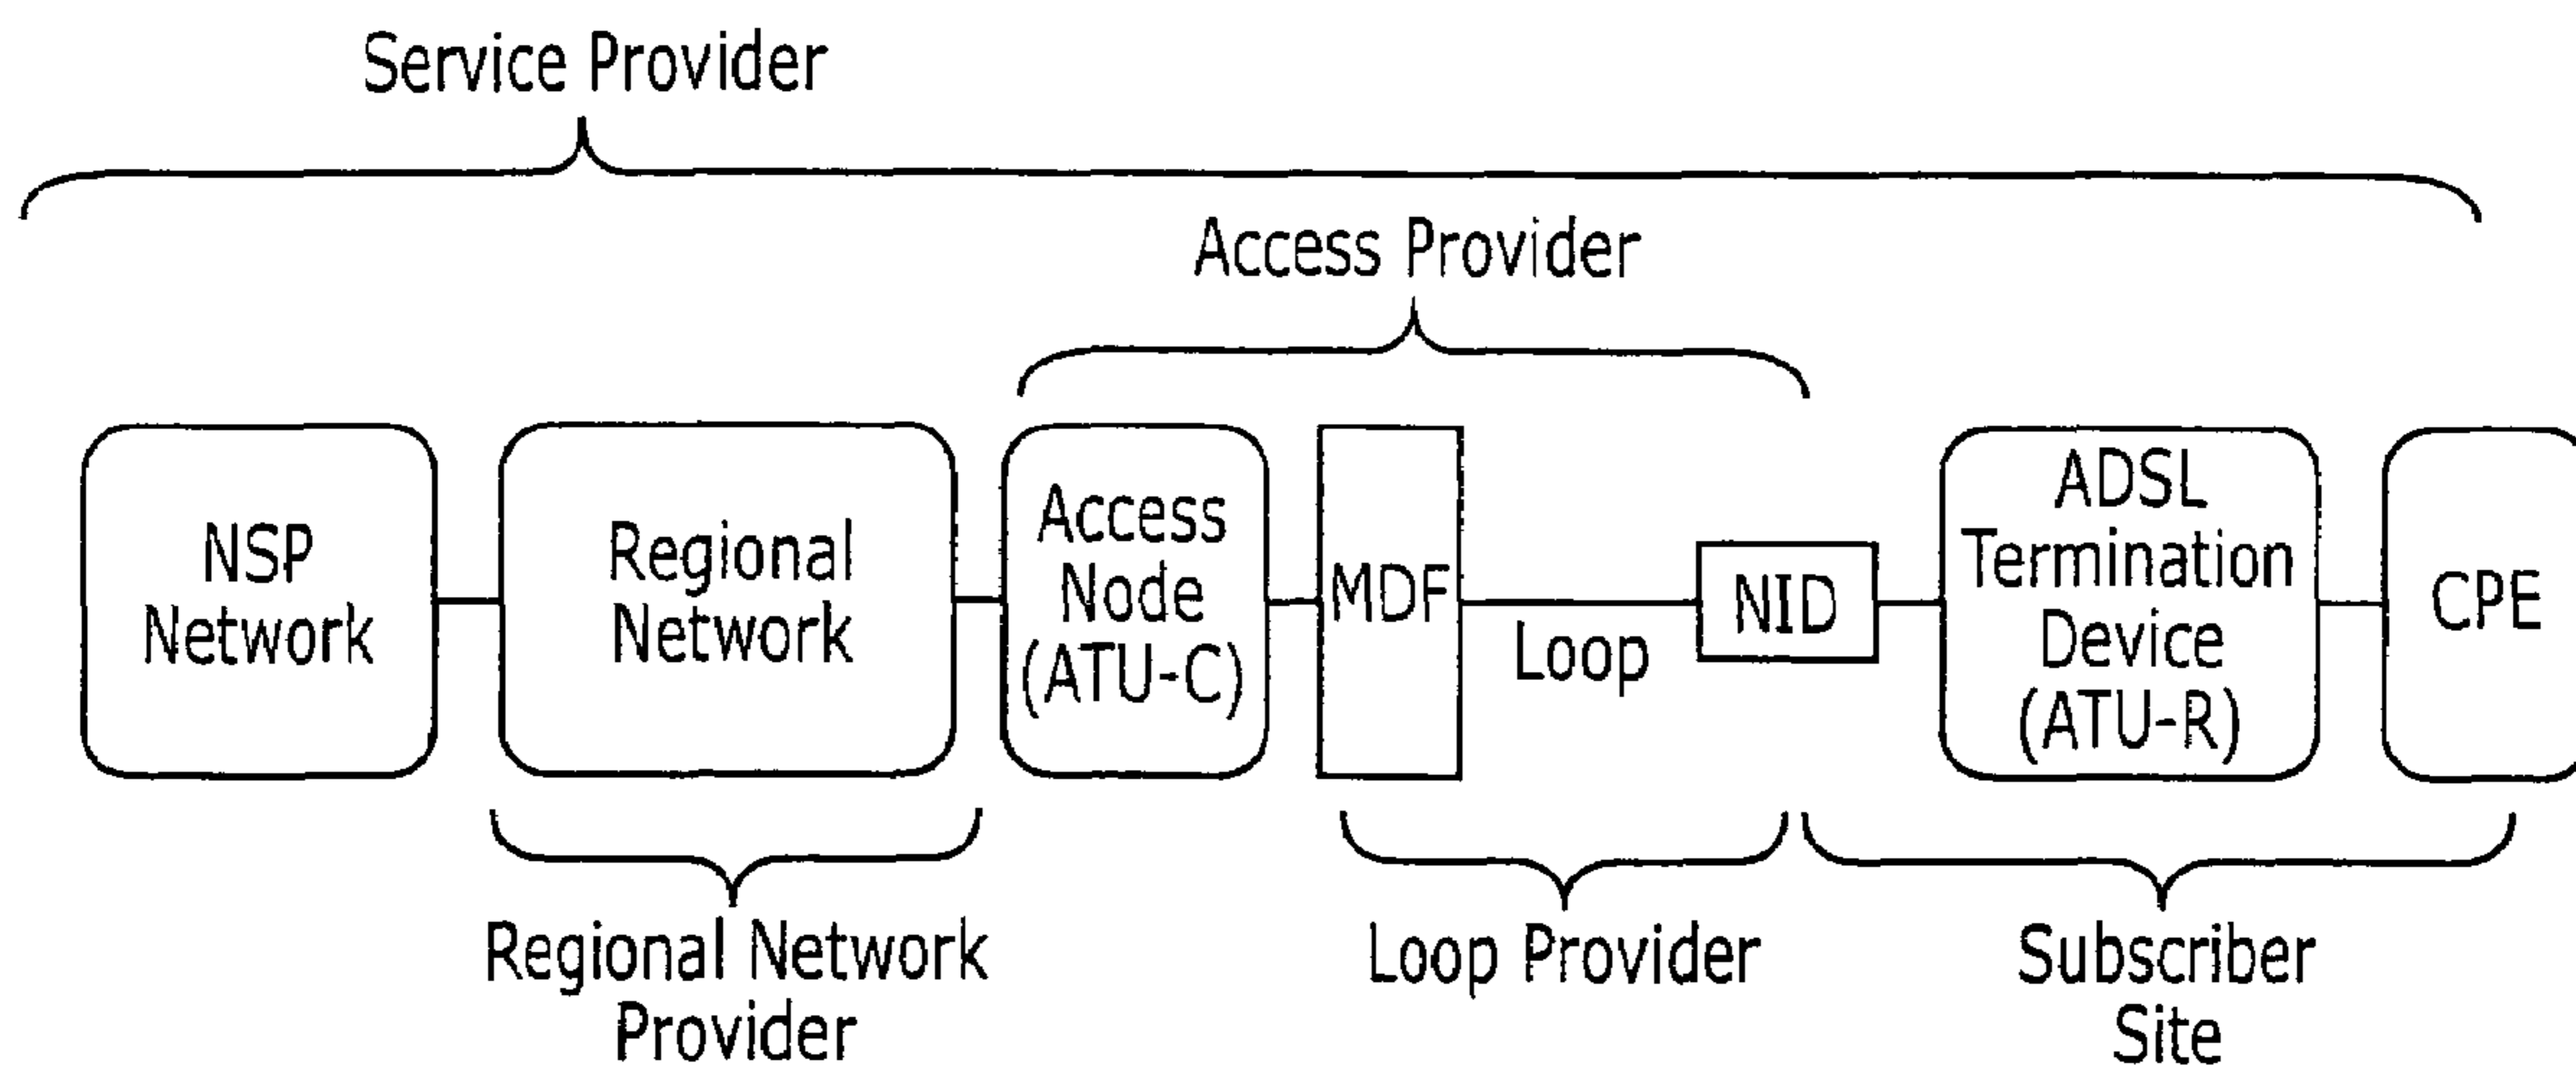 Service Provider
Access Provider
NSP
Network
Regional
Network
Access
Node
(ATU-C)
MDF
Loop
NID
ADSL
Termination
Device
(ATU-R)
CPE
Regional Network
Provider
Loop Provider
Subscriber
Site